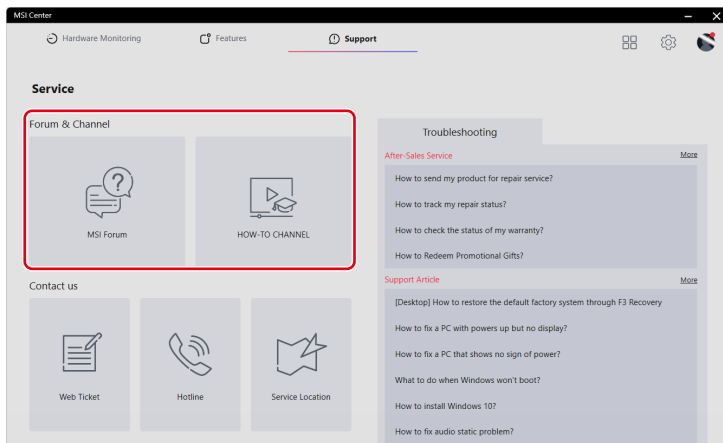 MSI Center
Hardware Monitoring
Features
Support
Service
Forum & Channel
MSI Forum
HOW-TO CHANNEL
Contact us
Web Ticket
Hotline
Service Location
Troubleshooting
After-Sales Service
More
How to send my product for repair service?
How to track my repair status?
How to check the status of my warranty?
How to Redeem Promotional Gifts?
Support Article
More
[Desktop] How to restore the default factory system through F3 Recovery
How to fix a PC with powers up but no display?
How to fix a PC that shows no sign of power?
What to do when Windows won't boot?
How to install Windows 10?
How to fix audio static problem?